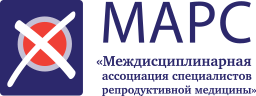 МАРС
«Междисциплинарная
ассоциация специалистов
репродуктивной медицины»